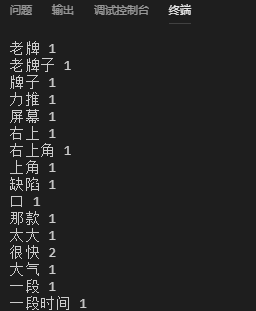 问题 输出 调试控制台 终端
老牌 1
老牌子 1
牌子 1
力推 1
屏幕 1
右上 1
右上角 1
上角 1
缺陷 1
口 1
那款 1
太大 1
很快 2
大气 1
一段 1
一段时间 1